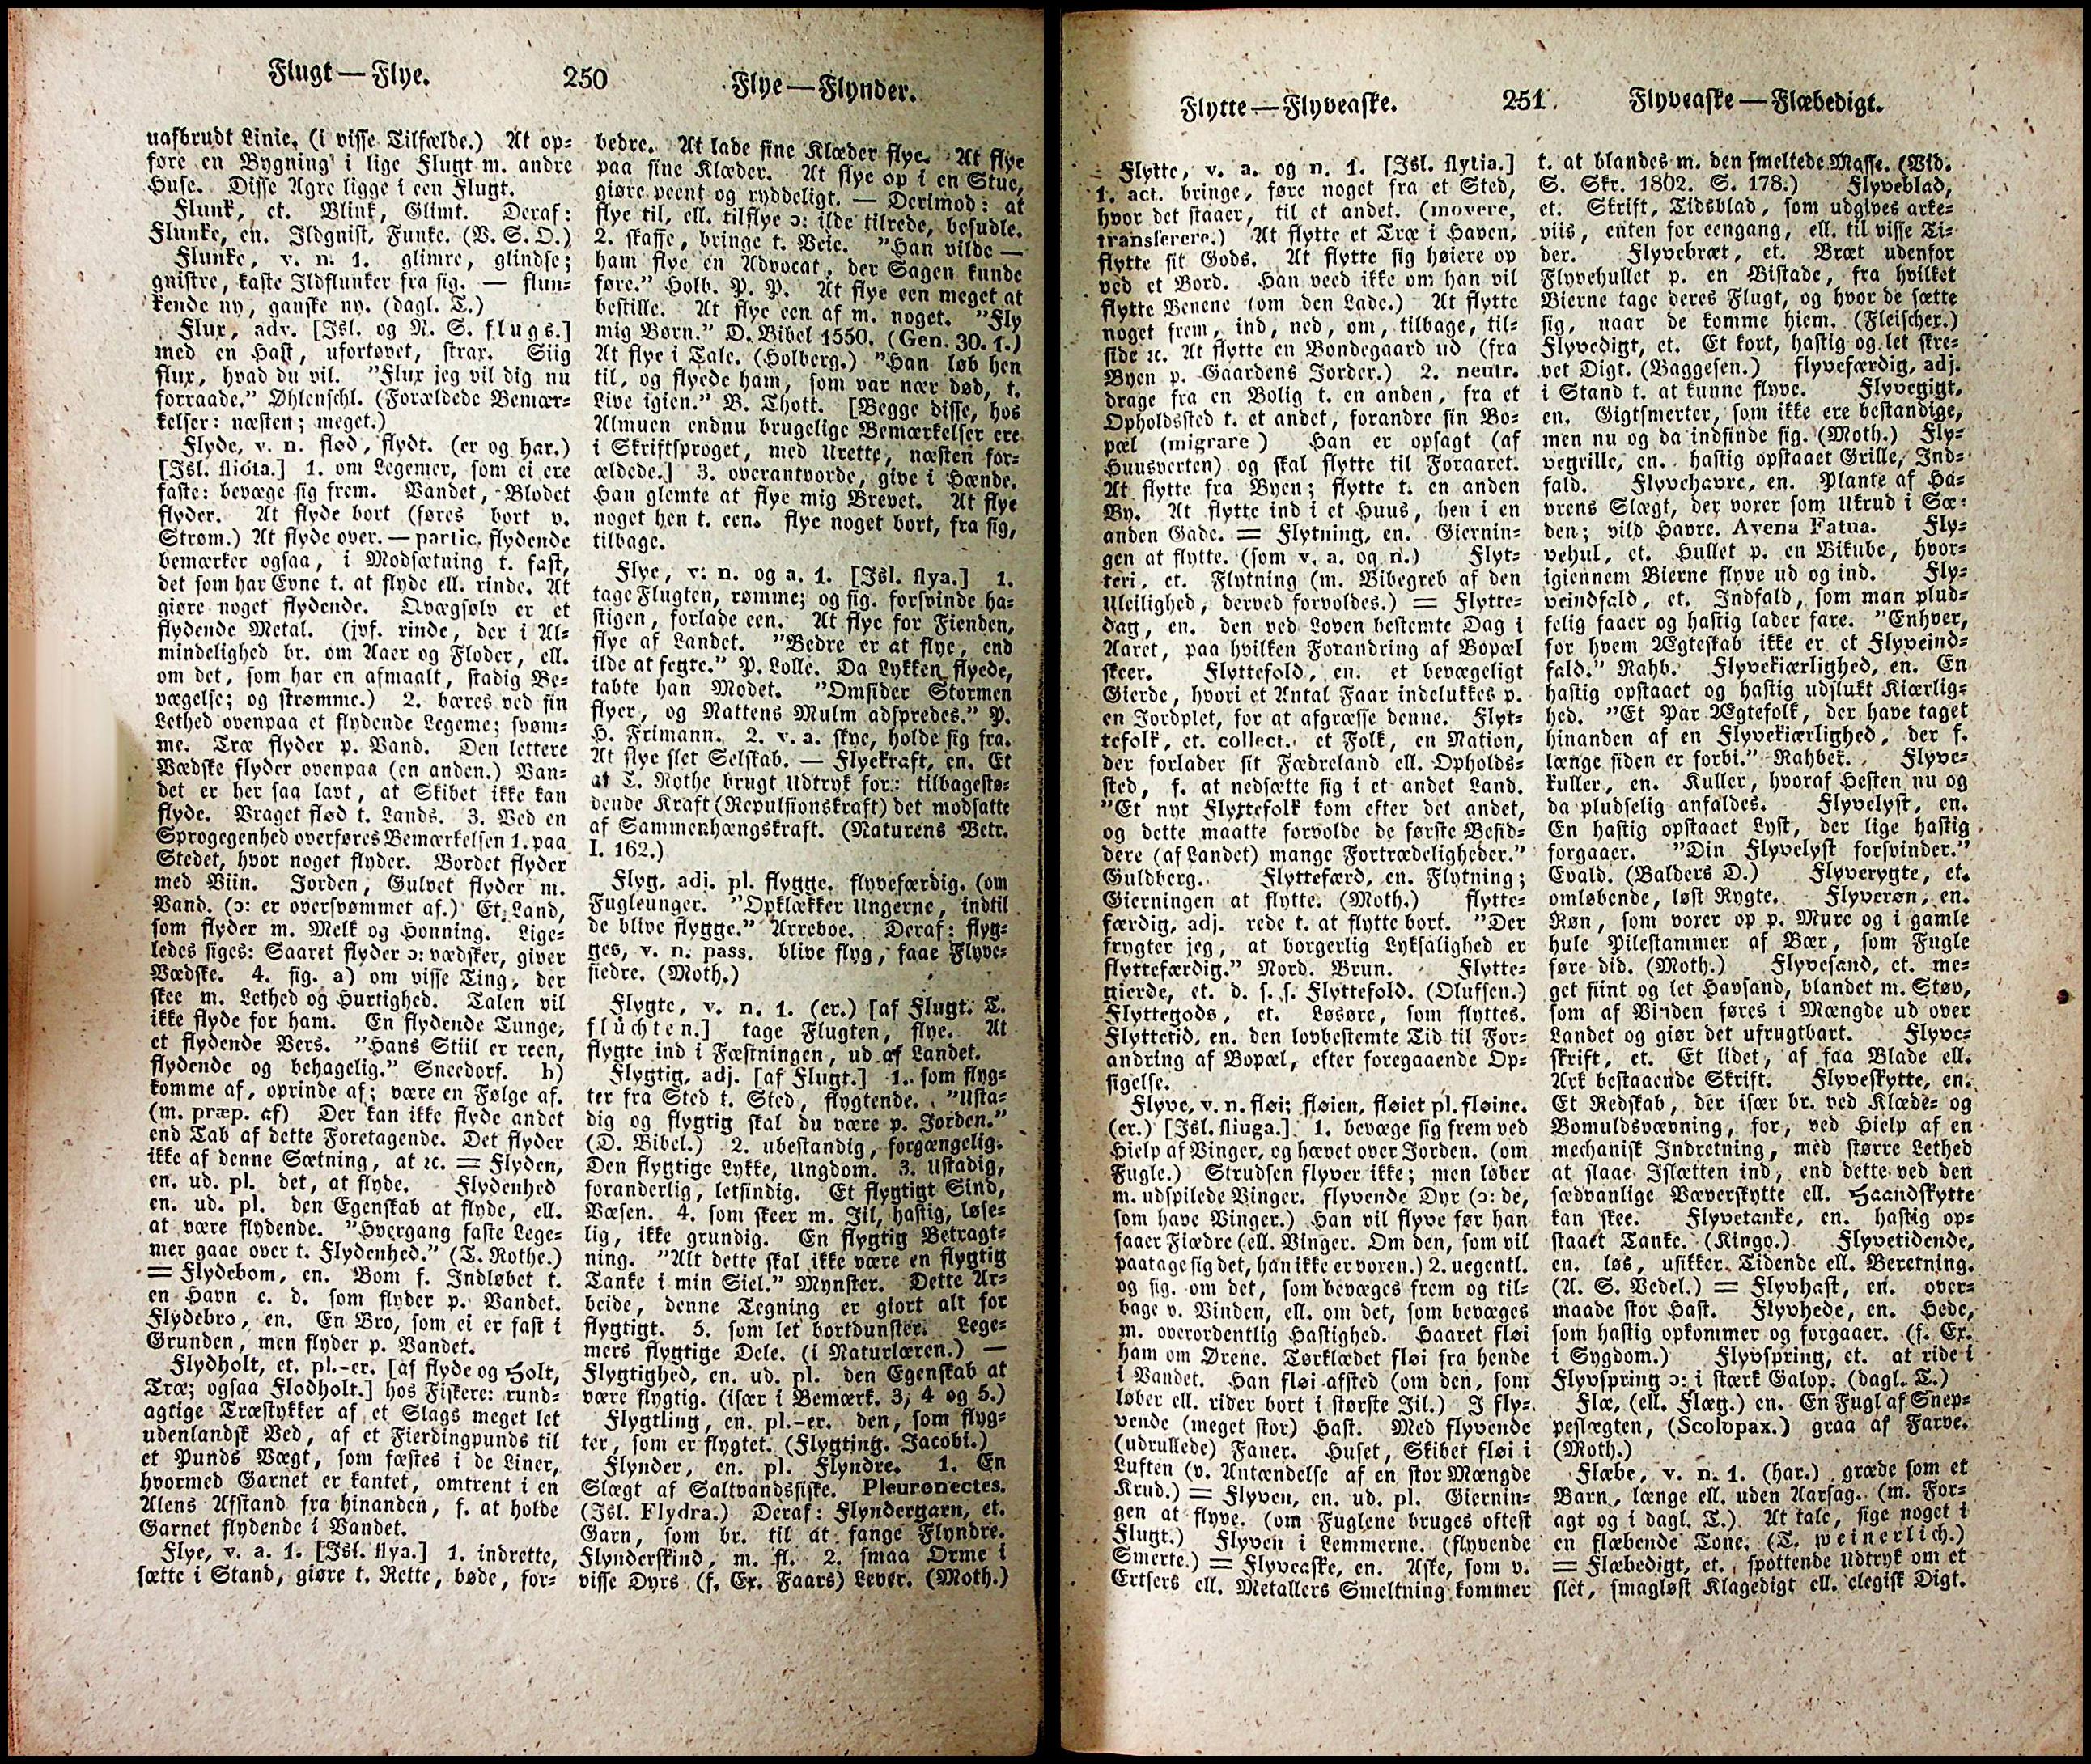 Flugt — Flye.
250
Flye — Flynder.
uafbrudt Linie. (i visse Tilfælde.) At op-
føre en Bygning i lige Flugt m. andre
Huse. Disse Agre ligge i een Flugt.
Flunk, et. Blink, Glimt. Deraf:
Flunke, en. Ildgnist, Funke. (V. S. O.)
Flunke, v. n. 1. glimre, glindse;
gnistre, kaste Ildflunker fra sig. — flun-
kende ny, ganske ny. (dagl. T.)
Flux, adv. [Isl. og N. S. flugs.]
med en Hast, ufortøvet, strax. Siig
flux, hvad du vil. "Flux jeg vil dig nu
forraade." Øhlenschl. (Forældede Bemær-
kelser: næsten; meget.)
Flyde, v. n. flød, flydt. (er og har.)
[Isl. flióta.] 1. om Legemer, som ei ere
faste: bevæge sig frem. Vandet, Blodet
flyder. At flyde bort (føres bort v.
Strøm.) At flyde over. — partic. flydende
bemærker ogsaa, i Modsætning t. fast,
det som har Evne t. at flyde ell. rinde. At
giøre noget flydende. Qvægsølv er et
flydende Metal. (jvf. rinde, der i Al-
mindelighed br. om Aaer og Floder, ell.
om det, som har en afmaalt, stadig Be-
vægelse; og strømme.) 2. bæres ved sin
Lethed ovenpaa et flydende Legeme; svøm-
me. Træ flyder p. Vand. Den lettere
Vædske flyder ovenpaa (en anden.) Van-
det er her saa lavt, at Skibet ikke kan
flyde. Vraget flød t. Lands. 3. Ved en
Sprogegenhed overføres Bemærkelsen 1. paa
Stedet, hvor noget flyder. Bordet flyder
med Viin. Jorden, Gulvet flyder m.
Vand. (ɔ: er oversvømmet af.) Et Land,
som flyder m. Melk og Honning. Lige-
ledes siges: Saaret flyder ɔ: vædsker, giver
Vædske. 4. fig. a) om visse Ting, der
skee m. Lethed og Hurtighed. Talen vil
ikke flyde for ham. En flydende Tunge,
et flydende Vers. "Hans Stiil er reen,
flydende og behagelig." Sneedorf. b)
komme af, oprinde af; være en Følge af.
(m. præp. af) Der kan ikke flyde andet
end Tab af dette Foretagende. Det flyder
ikke af denne Sætning, at ꝛc. = Flyden,
en. ud. pl. det, at flyde. Flydenhed
en. ud. pl. den Egenskab at flyde, ell.
at være flydende. "Hvergang faste Lege-
mer gaae over t. Flydenhed." (T. Rothe.)
= Flydebom, en. Bom f. Indløbet t.
en Havn e. d. som flyder p. Vandet.
Flydebro, en. En Bro, som ei er fast i
Grunden, men flyder p. Vandet.
Flydholt, et. pl.-er. [af flyde og Holt,
Træ; ogsaa Flodholt.] hos Fiskere: rund-
agtige Træstykker af et Slags meget let
udenlandsk Ved, af et Fierdingpunds til
et Punds Vægt, som fæstes i de Liner,
hvormed Garnet er kantet, omtrent i en
Alens Afstand fra hinanden, f. at holde
Garnet flydende i Vandet.
Flye, v. a. 1. [Isl. flya.] 1. indrette,
sætte i Stand, giøre t. Rette, bøde, for-
bedre. At lade sine Klæder flye. At flye
paa sine Klæder. At flye op i en Stue,
giøre peent og ryddeligt. — Derimod: at
flye til, ell. tilflye ɔ: ilde tilrede, besudle.
2. skaffe, bringe t. Veie. "Han vilde —
ham flye en Advocat, der Sagen kunde
føre." Holb. P. P. At flye een meget at
bestille. At flye een af m. noget. "Fly
mig Børn." D. Bibel 1550. (Gen. 30. 1.)
At flye i Tale. (Holberg.) "Han løb hen
til, og flyede ham, som var nær død, t.
Live igien." B. Thott. [Begge disse, hos
Almuen endnu brugelige Bemærkelser ere
i Skriftsproget, med Urette, næsten for-
ældede.] 3. overantvorde, give i Hænde.
Han glemte at flye mig Brevet. At flye
noget hen t. een. flye noget bort, fra sig,
tilbage.
Flye, v. n. og a. 1. [Isl. flya.] 1.
tage Flugten, rømme; og fig. forsvinde ha-
stigen, forlade een. At flye for Fienden,
flye af Landet. "Bedre er at flye, end
ilde at fegte." P. Lolle. Da Lykken flyede,
tabte han Modet. "Omsider Stormen
flyer, og Nattens Mulm adspredes." P.
H. Frimann. 2. v. a. skye, holde sig fra.
At flye slet Selskab. — Flyekraft, en. Et
af T. Rothe brugt Udtryk for: tilbagestø-
dende Kraft (Repulsionskraft) det modsatte
af Sammenhængskraft. (Naturens Betr.
I. 162.)
Flyg, adj. pl. flygge. flyvefærdig. (om
Fugleunger. "Opklækker Ungerne, indtil
de blive flygge." Arreboe. Deraf: flyg-
ges, v. n. pass. blive flyg, faae Flyve-
fiedre. (Moth.)
Flygte, v. n. 1. (er.) [af Flugt. T.
flüchten.] tage Flugten, flye. At
flygte ind i Fæstningen, ud af Landet.
Flygtig, adj. [af Flugt.] 1. som flyg-
ter fra Sted t. Sted, flygtende. "Usta-
dig og flygtig skal du være p. Jorden."
(D. Bibel.) 2. ubestandig, forgængelig.
Den flygtige Lykke, Ungdom. 3. Ustadig,
foranderlig, letsindig. Et flygtigt Sind,
Væsen. 4. som skeer m. Jil, hastig, løse-
lig, ikke grundig. En flygtig Betragt-
ning. "Alt dette skal ikke være en flygtig
Tanke i min Siel." Mynster. Dette Ar-
beide, denne Tegning er giort alt for
flygtigt. 5. som let bortdunster. Lege-
mers flygtige Dele. (i Naturlæren.) —
Flygtighed, en. ud. pl. den Egenskab at
være flygtig. (især i Bemærk. 3, 4 og 5.)
Flygtling, en. pl.-er. den, som flyg-
ter, som er flygtet. (Flygting. Jacobi.)
Flynder, en. pl. Flyndre. 1. En
Slægt af Saltvandsfiske. Pleuronectes.
(Isl. Flydra.) Deraf: Flyndergarn, et.
Garn, som br. til at fange Flyndre.
Flynderskind, m. fl. 2. smaa Orme i
visse Dyrs (f. Ex. Faars) Lever. (Moth.)
Flytte — Flyveaske.
251
Flyveaske — Flæbedigt.
Flytte, v. a. og n. 1. [Isl. flytia.]
1. act. bringe, føre noget fra et Sted,
hvor det staaer, til et andet. (movere,
transferere.) At flytte et Træ i Haven,
flytte sit Gods. At flytte sig høiere op
ved et Bord. Han veed ikke om han vil
flytte Benene (om den Lade.) At flytte
noget frem, ind, ned, om, tilbage, til-
side ꝛc. At flytte en Bondegaard ud (fra
Byen p. Gaardens Jorder.) 2. neutr.
drage fra en Bolig t. en anden, fra et
Opholdssted t. et andet, forandre sin Bo-
pæl (migrare) Han er opsagt (af
Huusverten) og skal flytte til Foraaret.
At flytte fra Byen; flytte t. en anden
By. At flytte ind i et Huus, hen i en
anden Gade. = Flytning, en. Giernin-
gen at flytte. (som v. a. og n.) Flyt-
teri, et. Flytning (m. Bibegreb af den
Uleilighed, derved forvoldes.) = Flytte-
dag, en. den ved Loven bestemte Dag i
Aaret, paa hvilken Forandring af Bopæl
skeer. Flyttefold, en. et bevægeligt
Gierde, hvori et Antal Faar indelukkes p.
en Jordplet, for at afgræsse denne. Flyt-
tefolk, et. collect. et Folk, en Nation,
der forlader sit Fædreland ell. Opholds-
sted, f. at nedsætte sig i et andet Land.
"Et nyt Flyttefolk kom efter det andet,
og dette maatte forvolde de første Besid-
dere (af Landet) mange Fortrædeligheder."
Guldberg. Flyttefærd, en. Flytning;
Gierningen at flytte. (Moth.) flytte-
færdig, adj. rede t. at flytte bort. "Der
frygter jeg, at borgerlig Lyksalighed er
flyttefærdig." Nord. Brun. Flytte-
gierde, et. d. s. s. Flyttefold. (Olufsen.)
Flyttegods, et. Løsøre, som flyttes.
Flyttetid, en. den lovbestemte Tid til For-
andring af Bopæl, efter foregaaende Op-
sigelse.
Flyve, v. n. fløi; fløien, fløiet pl. fløine.
(er.) [Isl. fliuga.] 1. bevæge sig frem ved
Hielp af Vinger, og hævet over Jorden. (om
Fugle.) Strudsen flyver ikke; men løber
m. udspilede Vinger. flyvende Dyr (ɔ: de,
som have Vinger.) Han vil flyve før han
faaer Fiædre (ell. Vinger. Om den, som vil
paatage sig det, han ikke er voxen.) 2. uegentl.
og fig. om det, som bevæges frem og til-
bage v. Vinden, ell. om det, som bevæges
m. overordentlig Hastighed. Haaret fløi
ham om Ørene. Tørklædet fløi fra hende
i Vandet. Han fløi afsted (om den, som
løber ell. rider bort i største Jil.) I fly-
vende (meget stor) Hast. Med flyvende
(udrullede) Faner. Huset, Skibet fløi i
Luften (v. Antændelse af en stor Mængde
Krud.) = Flyven, en. ud. pl. Giernin-
gen at flyve. (om Fuglene bruges oftest
Flugt.) Flyven i Lemmerne. (flyvende
Smerte.) = Flyveaske, en. Aske, som v.
Ertsers ell. Metallers Smeltning kommer
t. at blandes m. den smeltede Masse. (Vid.
S. Skr. 1802. S. 178.) Flyveblad,
et. Skrift, Tidsblad, som udgives arke-
viis, enten for eengang, ell. til visse Ti-
der. Flyvebræt, et. Bræt udenfor
Flyvehullet p. en Bistade, fra hvilket
Bierne tage deres Flugt, og hvor de sætte
sig, naar de komme hiem. (Fleischer.)
Flyvedigt, et. Et kort, hastig og let skre-
vet Digt. (Baggesen.) flyvefærdig, adj.
i Stand t. at kunne flyve. Flyvegigt,
en. Gigtsmerter, som ikke ere bestandige,
men nu og da indfinde sig. (Moth.) Fly-
vegrille, en. hastig opstaaet Grille, Ind-
fald. Flyvehavre, en. Plante af Ha-
vrens Slægt, der voxer som Ukrud i Sæ-
den; vild Havre. Avena Fatua. Fly-
vehul, et. Hullet p. en Bikube, hvor-
igiennem Bierne flyve ud og ind. Fly-
veindfald, et. Indfald, som man plud-
selig faaer og hastig lader fare. "Enhver,
for hvem Ægteskab ikke er et Flyveind-
fald." Rahb. Flyvekiærlighed, en. En
hastig opstaaet og hastig udslukt Kiærlig-
hed. "Et Par Ægtefolk, der have taget
hinanden af en Flyvekiærlighed, der f.
længe siden er forbi." Rahbek. Flyve-
kuller, en. Kuller, hvoraf Hesten nu og
da pludselig anfaldes. Flyvelyst, en.
En hastig opstaaet Lyst, der lige hastig
forgaaer. "Din Flyvelyst forsvinder."
Evald. (Balders D.) Flyverygte, et.
omløbende, løst Rygte. Flyverøn, en.
Røn, som voxer op p. Mure og i gamle
hule Pilestammer af Bær, som Fugle
føre did. (Moth.) Flyvesand, et. me-
get fiint og let Havsand, blandet m. Støv,
som af Vinden føres i Mængde ud over
Landet og giør det ufrugtbart. Flyve-
skrift, et. Et lidet, af faa Blade ell.
Ark bestaaende Skrift. Flyveskytte, en.
Et Redskab, der især br. ved Klæde- og
Bomuldsvævning, for, ved Hielp af en
mechanisk Indretning, med større Lethed
at slaae Islætten ind, end dette ved den
sædvanlige Væverskytte ell. Haandskytte
kan skee. Flyvetanke, en. hastig op-
staaet Tanke. (Kingo.) Flyvetidende,
en. løs, usikker Tidende ell. Beretning.
(A. S. Vedel.) = Flyvhast, en. over-
maade stor Hast. Flyvhede, en. Hede,
som hastig opkommer og forgaaer. (f. Ex.
i Sygdom.) Flyvspring, et. at ride i
Flyvspring ɔ: i stærk Galop. (dagl. T.)
Flæ, (ell. Flæg.) en. En Fugl af Snep-
peslægten, (Scolopax.) graa af Farve.
(Moth.)
Flæbe, v. n. 1. (har.) græde som et
Barn, længe ell. uden Aarsag. (m. For-
agt og i dagl. T.) At tale, sige noget i
en flæbende Tone. (T. weinerlich.)
= Flæbedigt, et. spottende Udtryk om et
slet, smagløst Klagedigt ell. elegisk Digt.